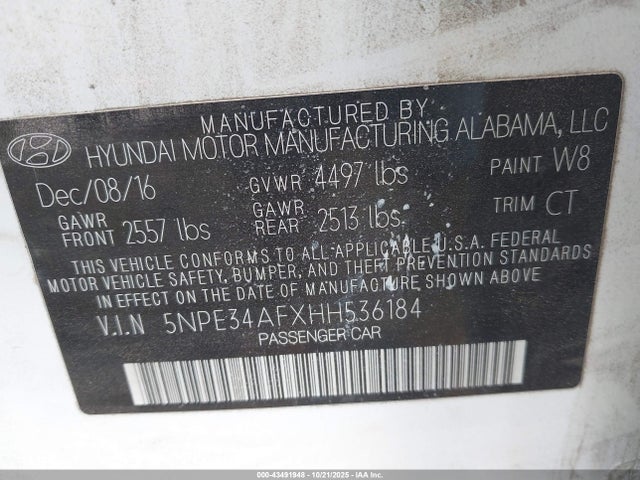 MANUFACTURED BY
HYUNDAI MOTOR MANUFACTURING ALABAMA, LLC
Dec/08/16 GVWR 4497 lbs PAINT W8
GAWR FRONT 2557 lbs GAWR REAR 2513 lbs TRIM CT
THIS VEHICLE CONFORMS TO ALL APPLICABLE U.S.A. FEDERAL
MOTOR VEHICLE SAFETY, BUMPER, AND THEFT PREVENTION STANDARDS
IN EFFECT ON THE DATE OF MANUFACTURE SHOWN ABOVE.
V.I.N 5NPE34AFXHH536184
PASSENGER CAR
000-43491948 - 10/21/2025 - IAAI.COM